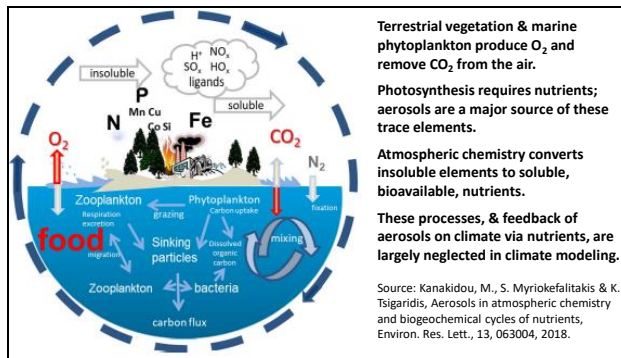 H⁺ NOₓ
SOₓ HOₓ
ligands
insoluble
soluble
P
Mn Cu
N
Co Si
Fe
O₂
CO₂
N₂
Zooplankton
Respiration
excretion
grazing
Phytoplankton
Carbon uptake
fixation
food
mixing
migration
Sinking
particles
Dissolved
organic
carbon
Zooplankton
bacteria
carbon flux
Terrestrial vegetation & marine
phytoplankton produce O₂ and
remove CO₂ from the air.
Photosynthesis requires nutrients;
aerosols are a major source of these
trace elements.
Atmospheric chemistry converts
insoluble elements to soluble,
bioavailable, nutrients.
These processes, & feedback of
aerosols on climate via nutrients, are
largely neglected in climate modeling.
Source: Kanakidou, M., S. Myriokefalitakis & K.
Tsigaridis, Aerosols in atmospheric chemistry
and biogeochemical cycles of nutrients,
Environ. Res. Lett., 13, 063004, 2018.